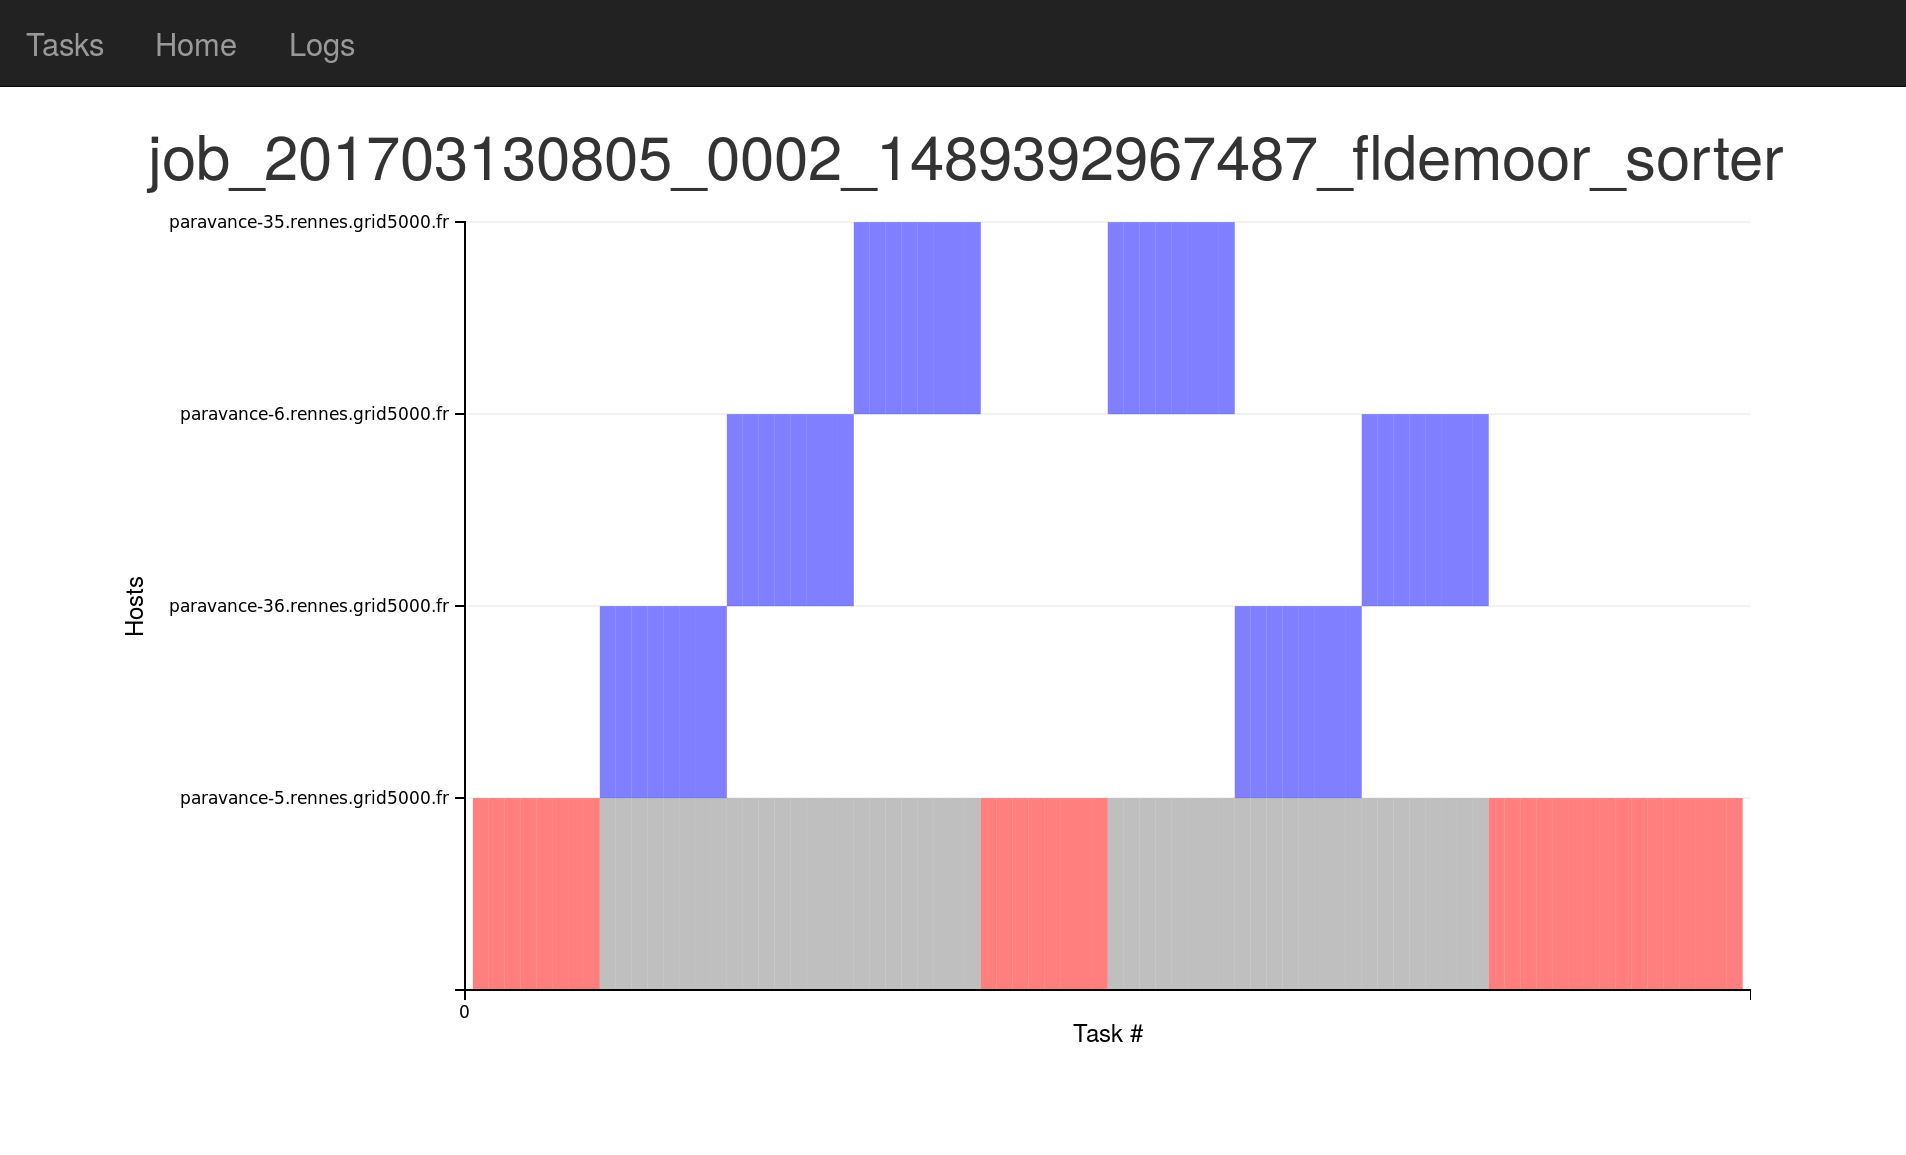 Tasks Home Logs
job_201703130805_0002_1489392967487_fldemoor_sorter
paravance-35.rennes.grid5000.fr
paravance-6.rennes.grid5000.fr
Hosts
paravance-36.rennes.grid5000.fr
paravance-5.rennes.grid5000.fr
0
Task #